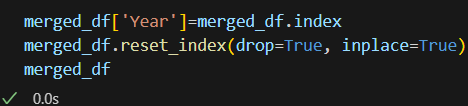 merged_df['Year']=merged_df.index
merged_df.reset_index(drop=True, inplace=True)
merged_df
0.0s